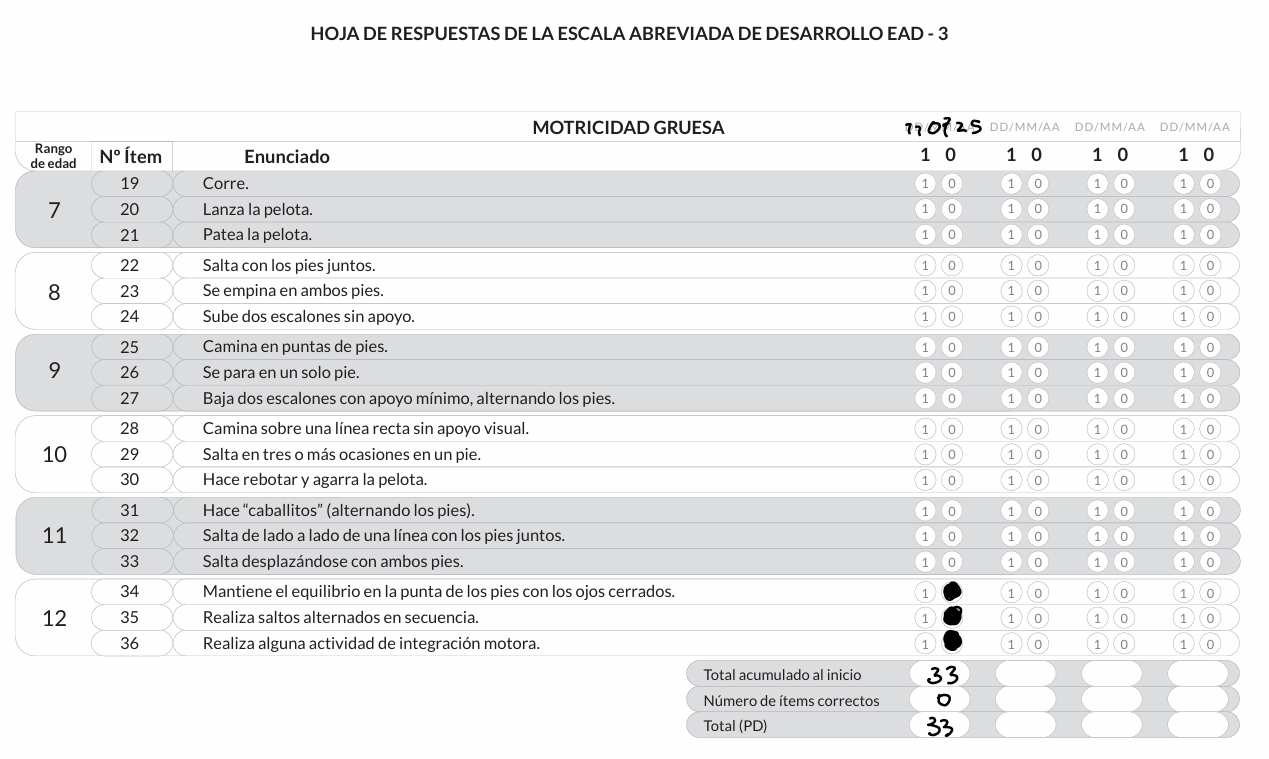 HOJA DE RESPUESTAS DE LA ESCALA ABREVIADA DE DESARROLLO EAD - 3
MOTRICIDAD GRUESA DD/MM/AA DD/MM/AA DD/MM/AA
Rango de edad Nº Ítem Enunciado 1 0 1 0 1 0 1 0
7
19 Corre. 1 0 1 0 1 0 1 0
20 Lanza la pelota. 1 0 1 0 1 0 1 0
21 Patea la pelota. 1 0 1 0 1 0 1 0
8
22 Salta con los pies juntos. 1 0 1 0 1 0 1 0
23 Se empina en ambos pies. 1 0 1 0 1 0 1 0
24 Sube dos escalones sin apoyo. 1 0 1 0 1 0 1 0
9
25 Camina en puntas de pies. 1 0 1 0 1 0 1 0
26 Se para en un solo pie. 1 0 1 0 1 0 1 0
27 Baja dos escalones con apoyo mínimo, alternando los pies. 1 0 1 0 1 0 1 0
10
28 Camina sobre una línea recta sin apoyo visual. 1 0 1 0 1 0 1 0
29 Salta en tres o más ocasiones en un pie. 1 0 1 0 1 0 1 0
30 Hace rebotar y agarra la pelota. 1 0 1 0 1 0 1 0
11
31 Hace “caballitos” (alternando los pies). 1 0 1 0 1 0 1 0
32 Salta de lado a lado de una línea con los pies juntos. 1 0 1 0 1 0 1 0
33 Salta desplazándose con ambos pies. 1 0 1 0 1 0 1 0
12
34 Mantiene el equilibrio en la punta de los pies con los ojos cerrados. 1 1 0 1 0 1 0
35 Realiza saltos alternados en secuencia. 1 1 0 1 0 1 0
36 Realiza alguna actividad de integración motora. 1 1 0 1 0 1 0
Total acumulado al inicio 33
Número de ítems correctos 0
Total (PD) 33